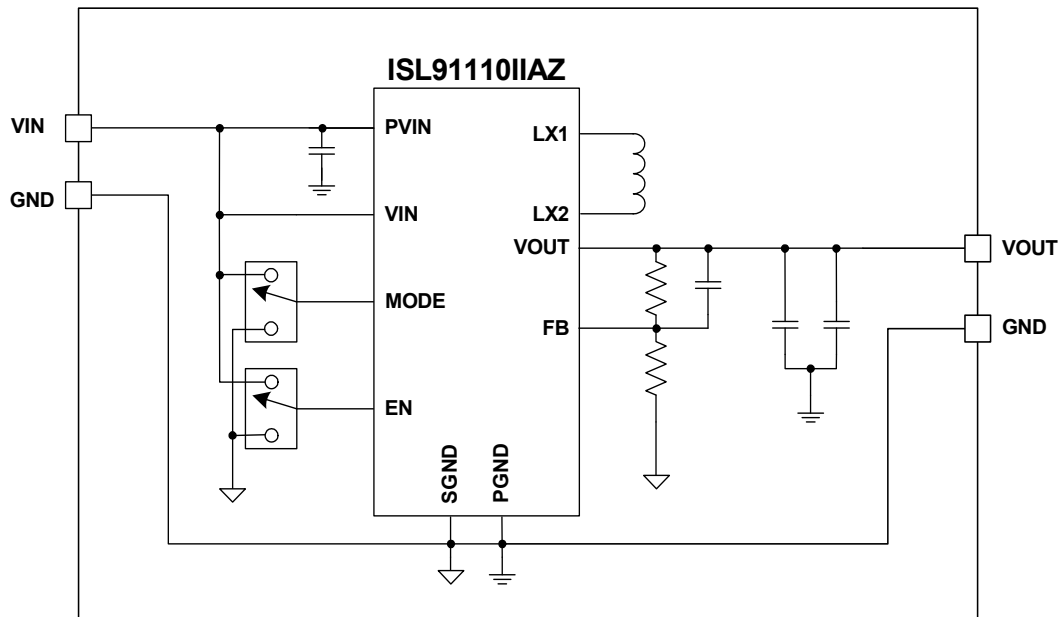 ISL91110IIAZ
VIN
PVIN
LX1
GND
VIN
LX2
VOUT
VOUT
MODE
FB
GND
EN
SGND
PGND